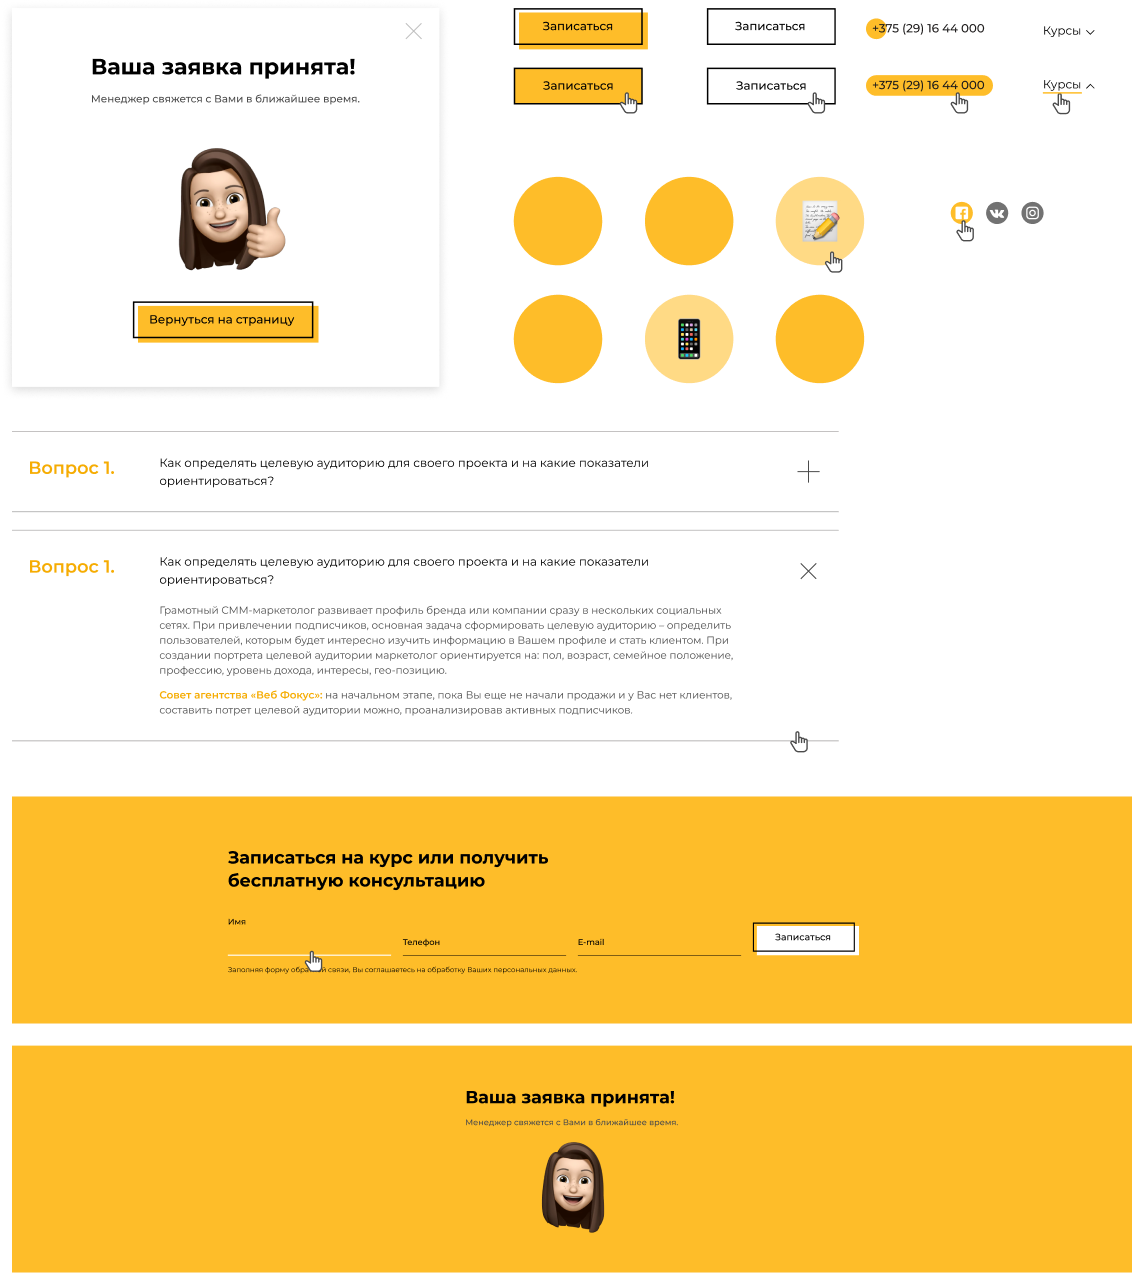 Ваша заявка принята!
Менеджер свяжется с Вами в ближайшее время.
Вернуться на страницу
Записаться
Записаться
+375 (29) 16 44 000
Курсы
Записаться
Записаться
+375 (29) 16 44 000
Курсы
Вопрос 1.
Как определять целевую аудиторию для своего проекта и на какие показатели
ориентироваться?
Вопрос 1.
Как определять целевую аудиторию для своего проекта и на какие показатели
ориентироваться?
Грамотный СММ-маркетолог развивает профиль бренда или компании сразу в нескольких социальных
сетях. При привлечении подписчиков, основная задача сформировать целевую аудиторию – определить
пользователей, которым будет интересно изучить информацию в Вашем профиле и стать клиентом. При
создании портрета целевой аудитории маркетолог ориентируется на: пол, возраст, семейное положение,
профессию, уровень дохода, интересы, гео-позицию.
Совет агентства «Веб Фокус»: на начальном этапе, пока Вы еще не начали продажи и у Вас нет клиентов,
составить потрет целевой аудитории можно, проанализировав активных подписчиков.
Записаться на курс или получить
бесплатную консультацию
Имя
Телефон
E-mail
Записаться
Заполняя форму обратной связи, Вы соглашаетесь на обработку Ваших персональных данных.
Ваша заявка принята!
Менеджер свяжется с Вами в ближайшее время.